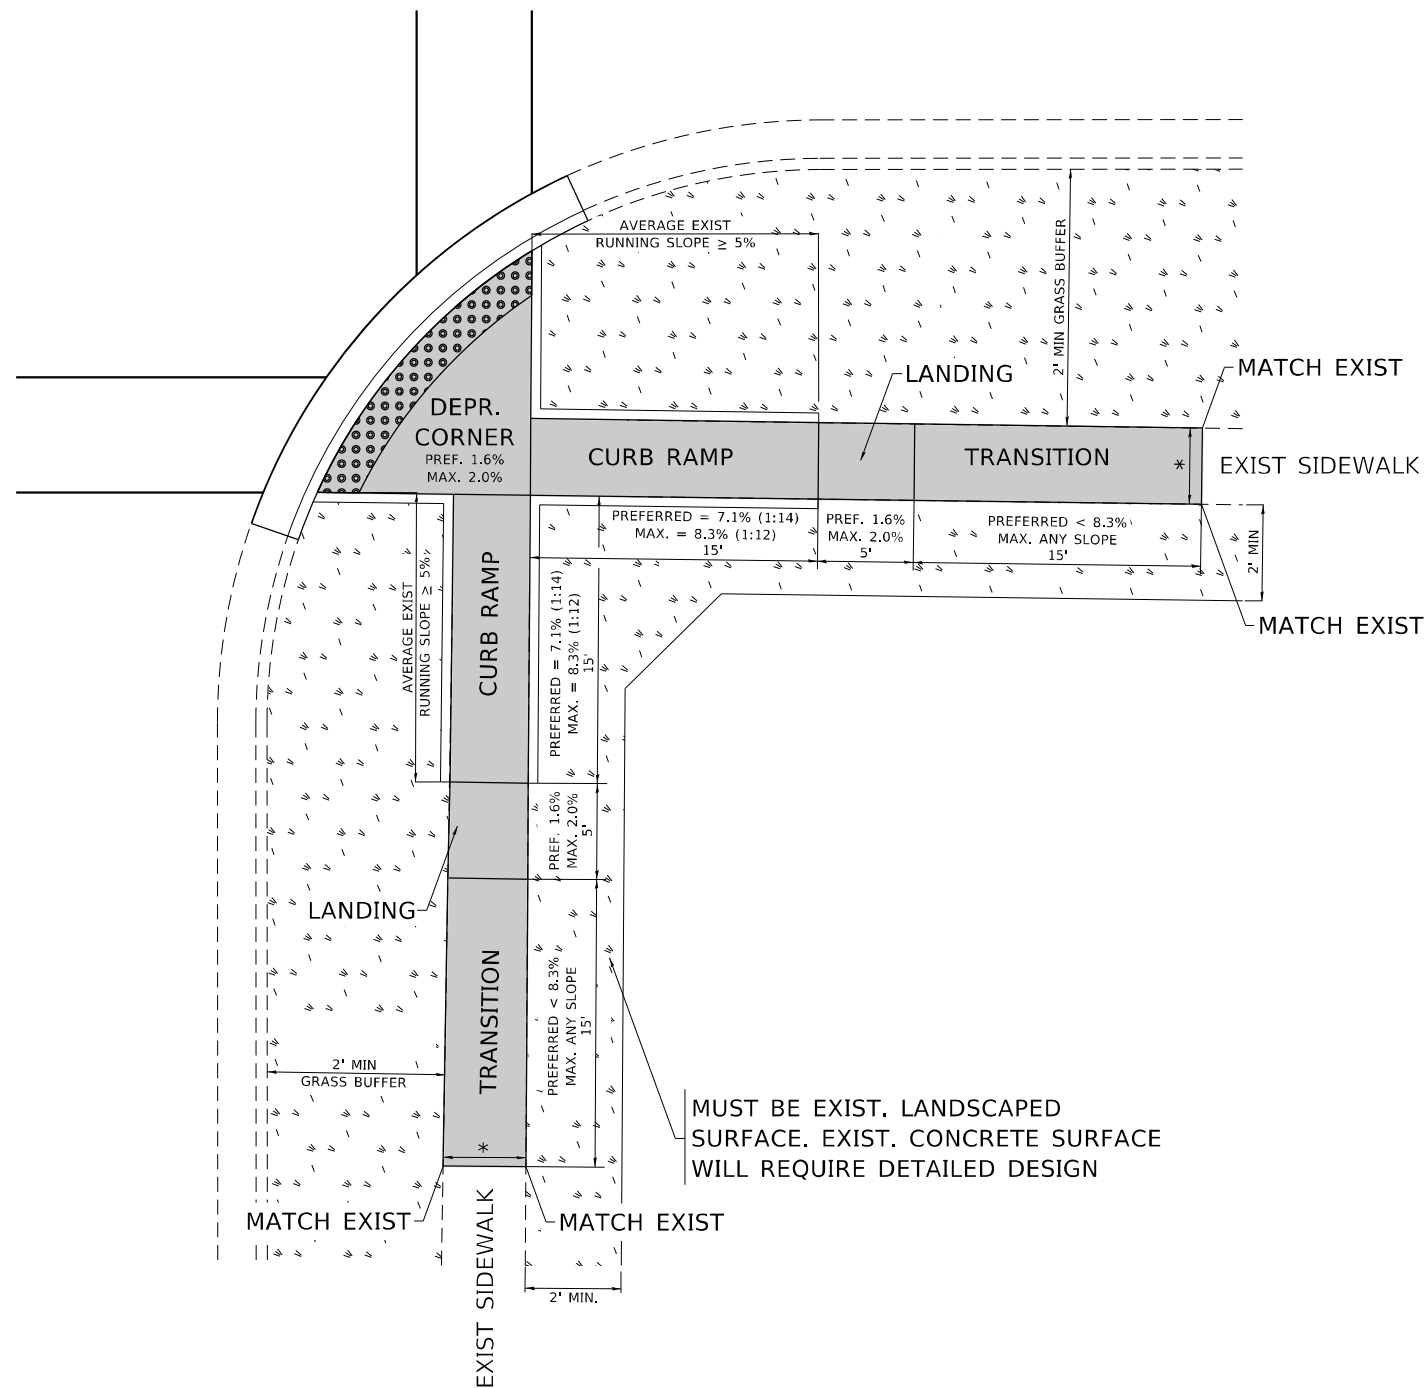 AVERAGE EXIST
RUNNING SLOPE ≥ 5%
2' MIN GRASS BUFFER
LANDING
MATCH EXIST
DEPR.
CORNER
PREF. 1.6%
MAX. 2.0%
CURB RAMP
TRANSITION
*
EXIST SIDEWALK
PREFERRED = 7.1% (1:14)
MAX. = 8.3% (1:12)
15'
PREF. 1.6%
MAX. 2.0%
5'
PREFERRED < 8.3%
MAX. ANY SLOPE
15'
2' MIN
MATCH EXIST
AVERAGE EXIST
RUNNING SLOPE ≥ 5%
CURB RAMP
PREFERRED = 7.1% (1:14)
MAX. = 8.3% (1:12)
15'
PREF. 1.6%
MAX. 2.0%
5'
LANDING
TRANSITION
PREFERRED < 8.3%
MAX. ANY SLOPE
15'
2' MIN
GRASS BUFFER
*
MUST BE EXIST. LANDSCAPED
SURFACE. EXIST. CONCRETE SURFACE
WILL REQUIRE DETAILED DESIGN
MATCH EXIST
MATCH EXIST
EXIST SIDEWALK
2' MIN.